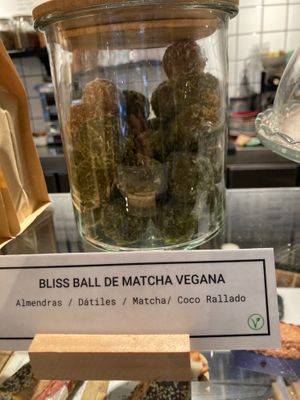 BLISS BALL DE MATCHA VEGANA
Almendras / Dátiles / Matcha/ Coco Rallado